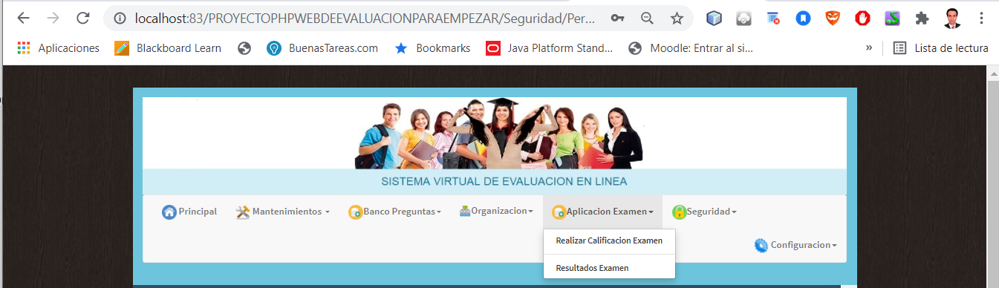 localhost:83/PROYECTOPHPWEBDEEVALUACIONPARAEMPEZAR/Seguridad/Per...
Aplicaciones Blackboard Learn BuenasTareas.com Bookmarks Java Platform Stand... Moodle: Entrar al si... » Lista de lectura
SISTEMA VIRTUAL DE EVALUACION EN LINEA
Principal Mantenimientos Banco Preguntas Organizacion Aplicacion Examen Seguridad
Realizar Calificacion Examen
Configuracion
Resultados Examen